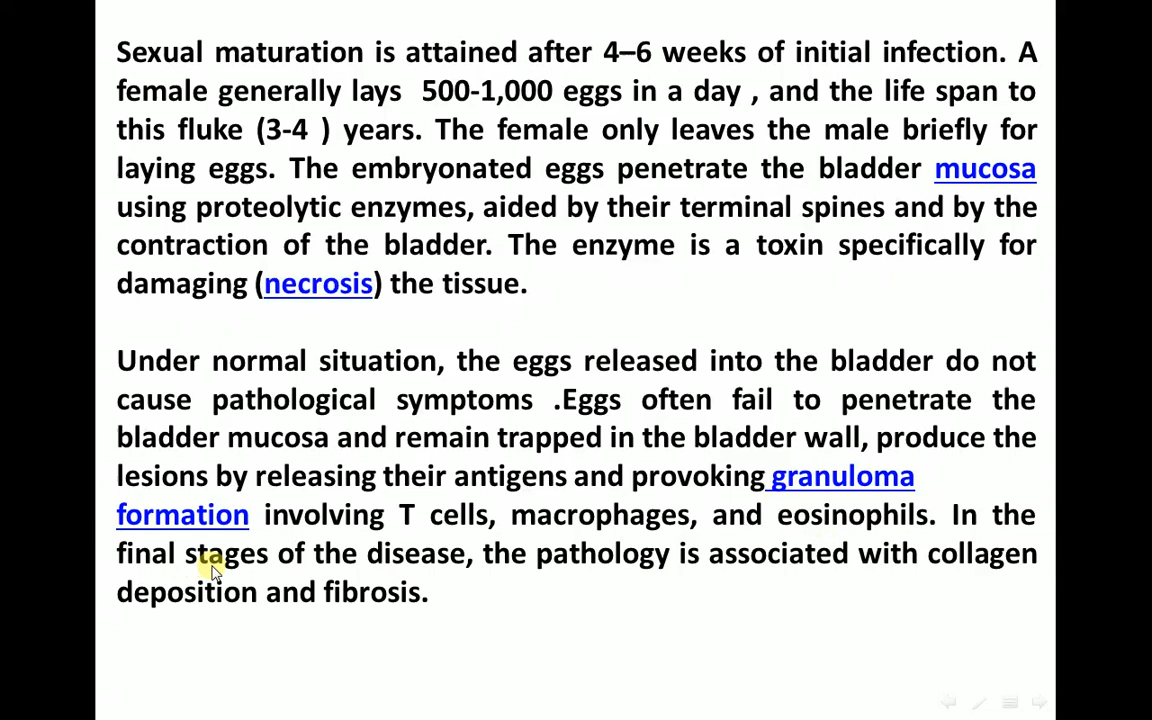 Sexual maturation is attained after 4–6 weeks of initial infection. A
female generally lays 500-1,000 eggs in a day , and the life span to
this fluke (3-4 ) years. The female only leaves the male briefly for
laying eggs. The embryonated eggs penetrate the bladder mucosa
using proteolytic enzymes, aided by their terminal spines and by the
contraction of the bladder. The enzyme is a toxin specifically for
damaging (necrosis) the tissue.
Under normal situation, the eggs released into the bladder do not
cause pathological symptoms .Eggs often fail to penetrate the
bladder mucosa and remain trapped in the bladder wall, produce the
lesions by releasing their antigens and provoking granuloma
formation involving T cells, macrophages, and eosinophils. In the
final stages of the disease, the pathology is associated with collagen
deposition and fibrosis.